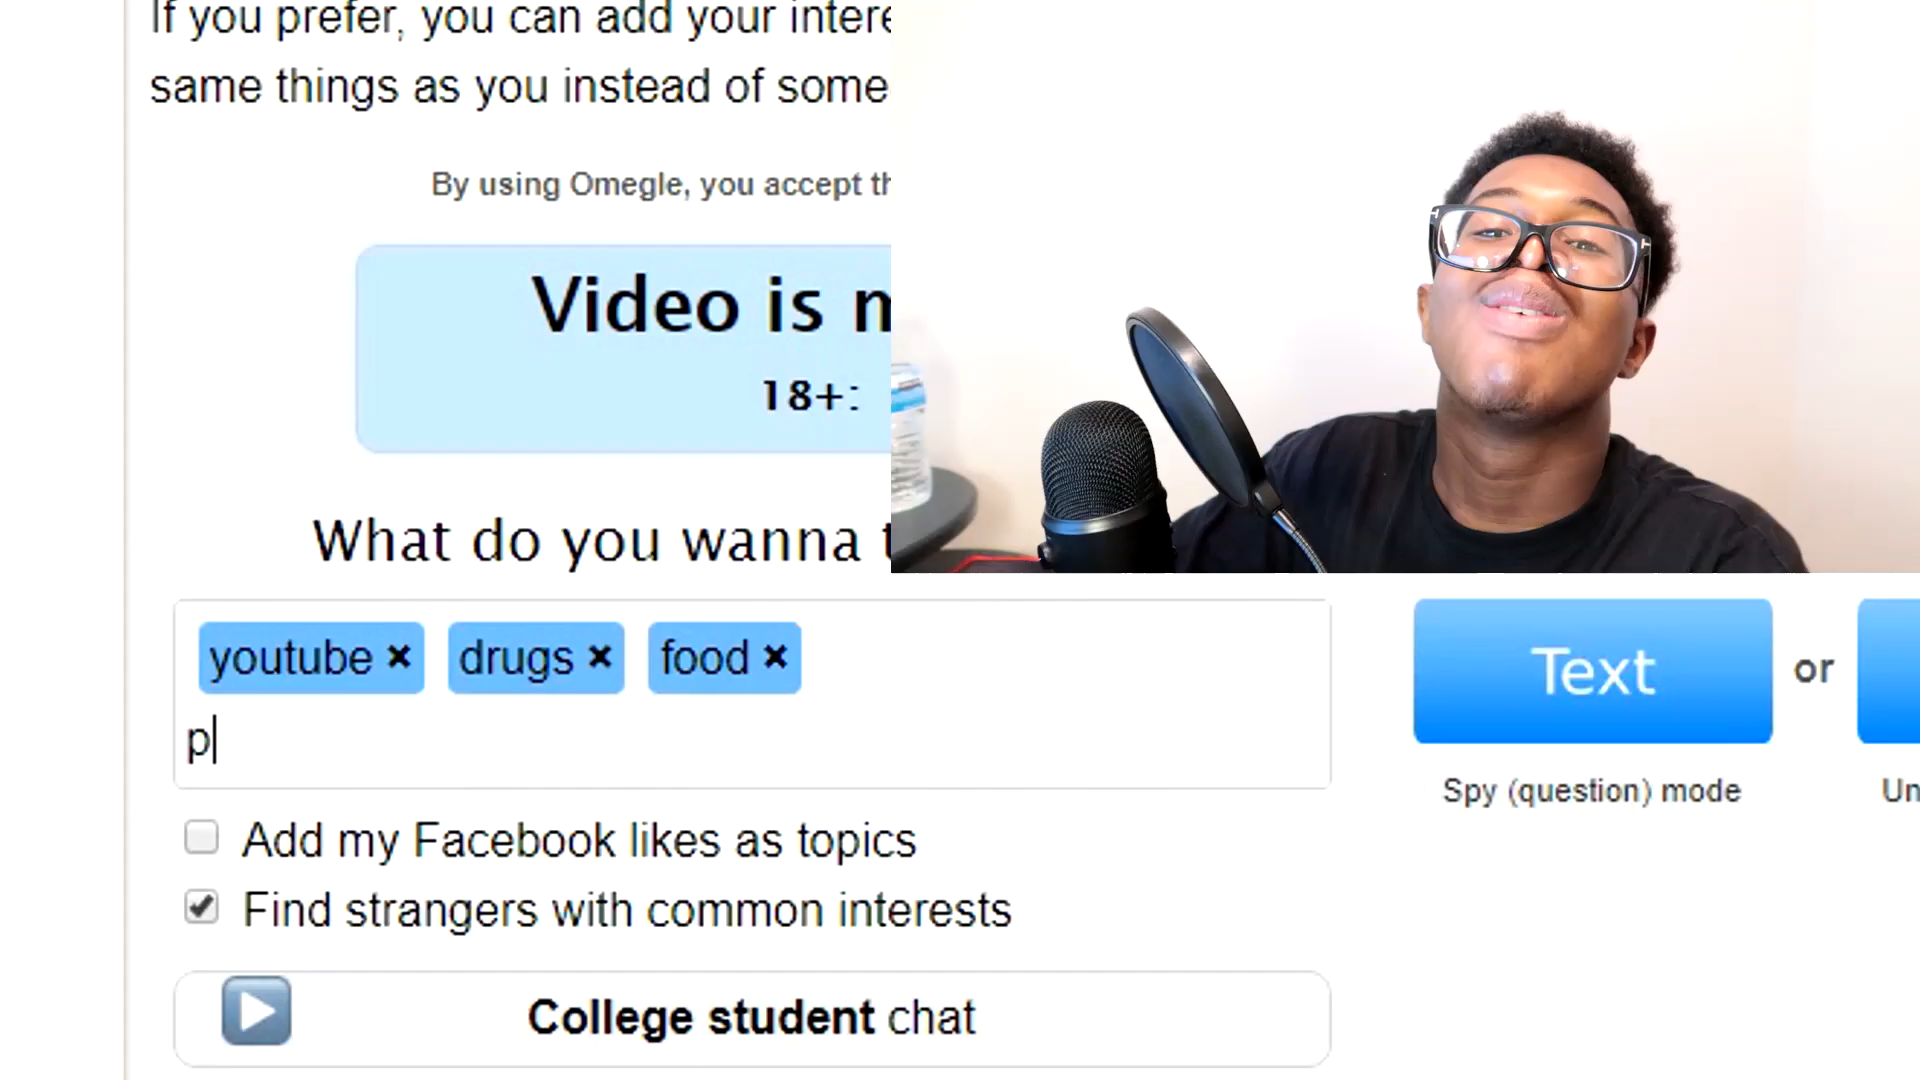 If you prefer, you can add your
same things as you instead of some
By using Omegle, you accept
Video is
18+:
What do you wanna
youtube × drugs × food ×
p
Text or
Spy (question) mode
Add my Facebook likes as topics
Find strangers with common interests
College student chat